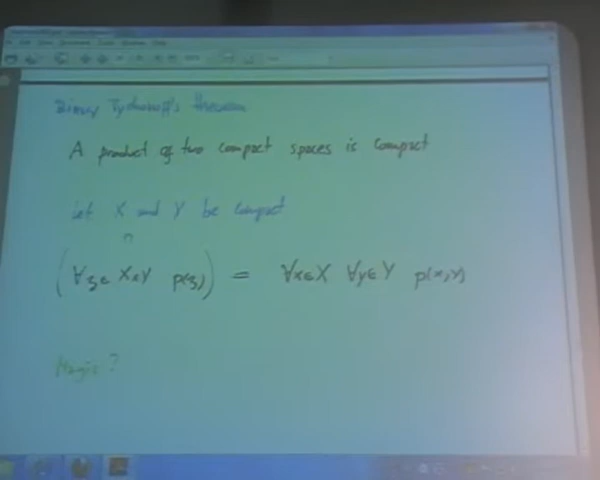 Binary Tychonoff's theorem
A product of two compact spaces is compact
Let X and Y be compact
(∀z∈ X×Y p(z)) = ∀x∈X ∀y∈Y p(x,y)
Magic?